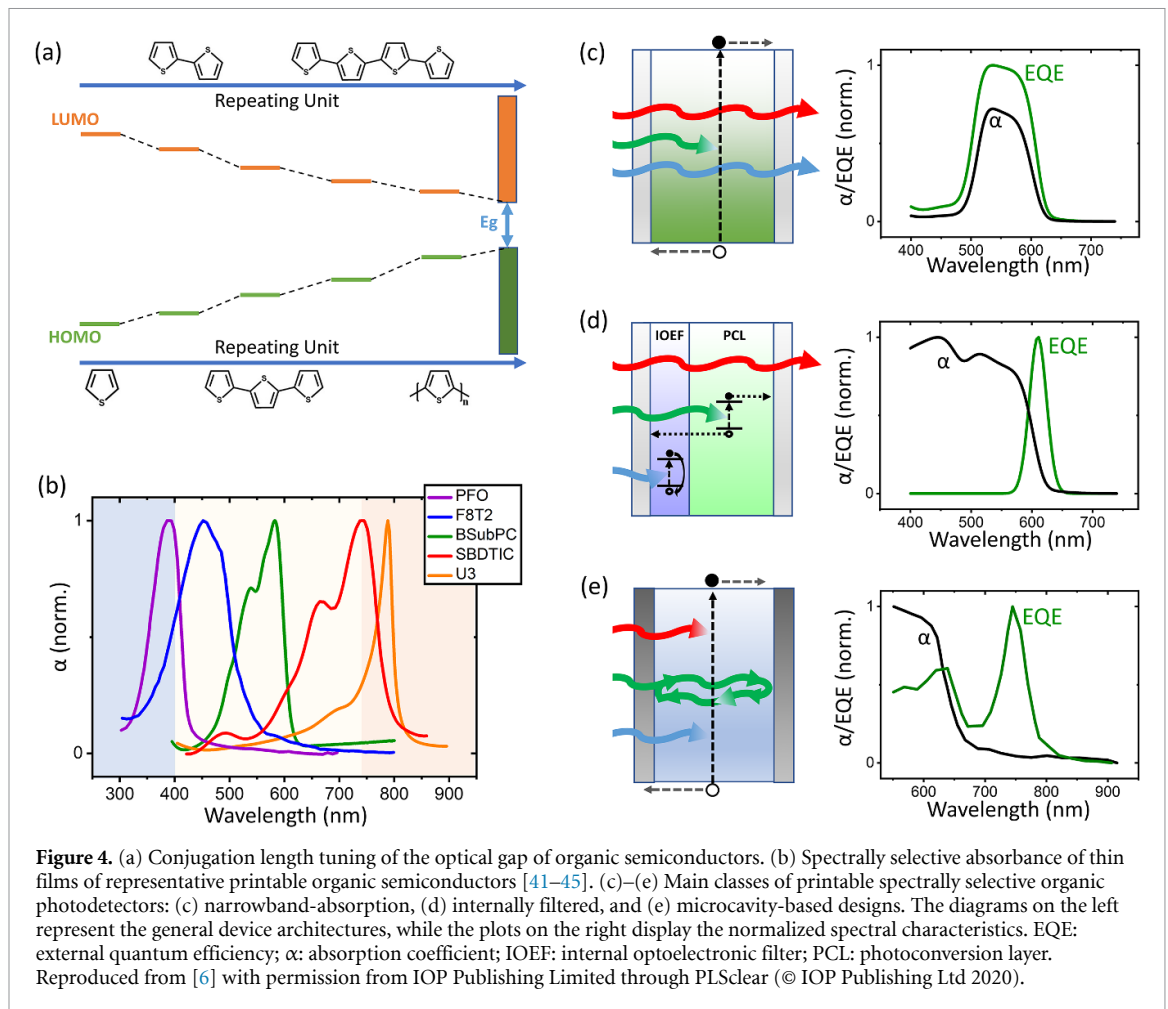 (a)
S
S
S
S
S
S
Repeating Unit
LUMO
Eg
HOMO
Repeating Unit
S
S
S
S
S
n
(b)
PFO
F8T2
BSubPC
SBDTIC
U3
α (norm.)
1
0
300 400 500 600 700 800 900
Wavelength (nm)
(c)
α/EQE (norm.)
1
0
EQE
α
400 500 600 700
Wavelength (nm)
(d)
IOEF PCL
α/EQE (norm.)
1
0
α
EQE
400 500 600 700
Wavelength (nm)
(e)
α/EQE (norm.)
1
0
α
EQE
600 700 800 900
Wavelength (nm)
Figure 4. (a) Conjugation length tuning of the optical gap of organic semiconductors. (b) Spectrally selective absorbance of thin
films of representative printable organic semiconductors [41–45]. (c)–(e) Main classes of printable spectrally selective organic
photodetectors: (c) narrowband-absorption, (d) internally filtered, and (e) microcavity-based designs. The diagrams on the left
represent the general device architectures, while the plots on the right display the normalized spectral characteristics. EQE:
external quantum efficiency; α: absorption coefficient; IOEF: internal optoelectronic filter; PCL: photoconversion layer.
Reproduced from [6] with permission from IOP Publishing Limited through PLSclear (© IOP Publishing Ltd 2020).